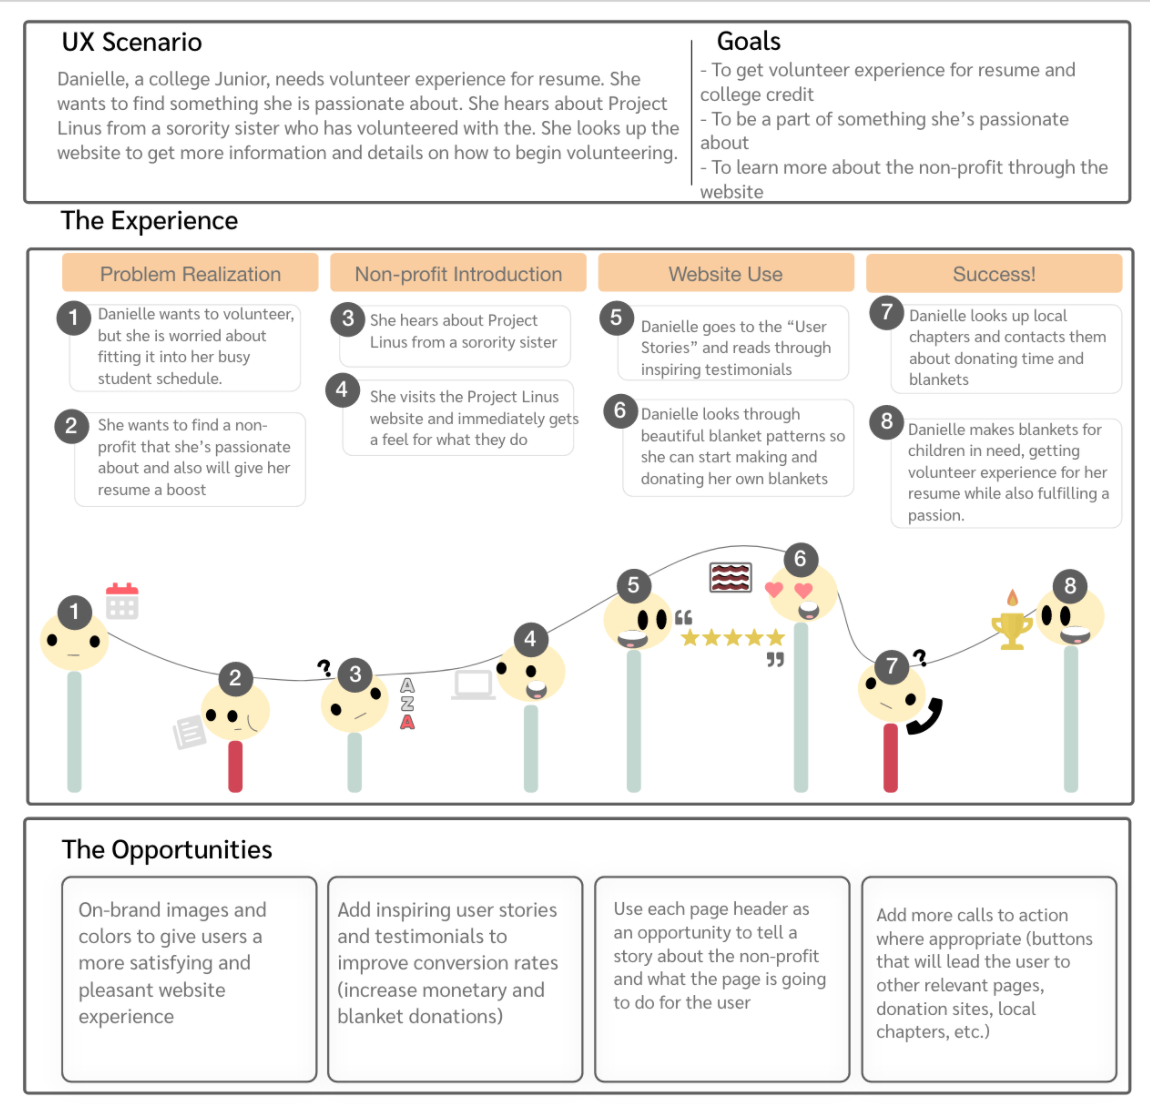 UX Scenario
Danielle, a college Junior, needs volunteer experience for resume. She
wants to find something she is passionate about. She hears about Project
Linus from a sorority sister who has volunteered with the. She looks up the
website to get more information and details on how to begin volunteering.
Goals
- To get volunteer experience for resume and
college credit
- To be a part of something she's passionate
about
- To learn more about the non-profit through the
website
The Experience
Problem Realization
1
Danielle wants to volunteer,
but she is worried about
fitting it into her busy
student schedule.
2
She wants to find a non-
profit that she's passionate
about and also will give her
resume a boost
Non-profit Introduction
3
She hears about Project
Linus from a sorority sister
4
She visits the Project Linus
website and immediately gets
a feel for what they do
Website Use
5
Danielle goes to the “User
Stories” and reads through
inspiring testimonials
6
Danielle looks through
beautiful blanket patterns so
she can start making and
donating her own blankets
Success!
7
Danielle looks up local
chapters and contacts them
about donating time and
blankets
8
Danielle makes blankets for
children in need, getting
volunteer experience for her
resume while also fulfilling a
passion.
1
2
?
3
A
Z
A
4
5
“
”
6
7
?
8
The Opportunities
On-brand images and
colors to give users a
more satisfying and
pleasant website
experience
Add inspiring user stories
and testimonials to
improve conversion rates
(increase monetary and
blanket donations)
Use each page header as
an opportunity to tell a
story about the non-profit
and what the page is going
to do for the user
Add more calls to action
where appropriate (buttons
that will lead the user to
other relevant pages,
donation sites, local
chapters, etc.)